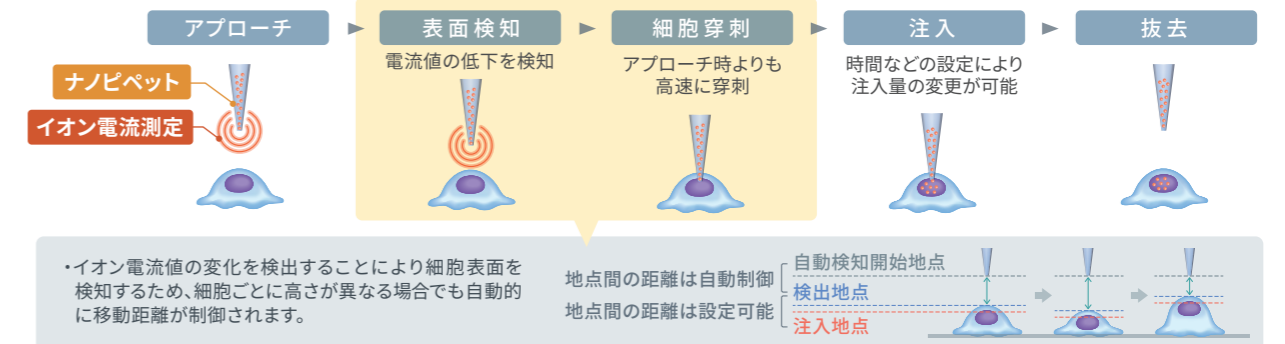 アプローチ
表面検知
細胞穿刺
注入
抜去
電流値の低下を検知
アプローチ時よりも
高速に穿刺
時間などの設定により
注入量の変更が可能
ナノピペット
イオン電流測定
・イオン電流値の変化を検出することにより細胞表面を
検知するため、細胞ごとに高さが異なる場合でも自動的
に移動距離が制御されます。
地点間の距離は自動制御
地点間の距離は設定可能
自動検知開始地点
検出地点
注入地点